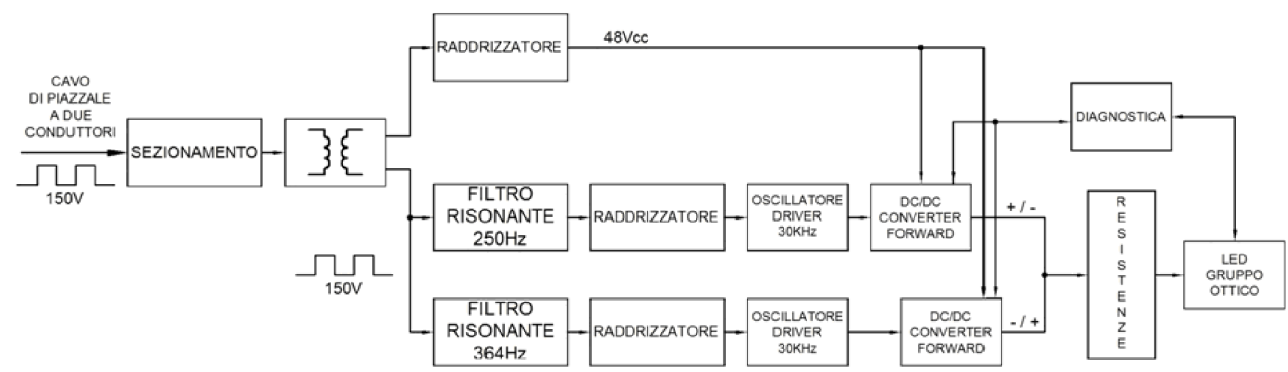 RADDRIZZATORE
48Vcc
CAVO
DI PIAZZALE
A DUE
CONDUTTORI
150V
SEZIONAMENTO
DIAGNOSTICA
150V
FILTRO
RISONANTE
250Hz
RADDRIZZATORE
OSCILLATORE
DRIVER
30KHz
DC/DC
CONVERTER
FORWARD
+ / -
FILTRO
RISONANTE
364Hz
RADDRIZZATORE
OSCILLATORE
DRIVER
30KHz
DC/DC
CONVERTER
FORWARD
- / +
RESISTENZE
LED
GRUPPO
OTTICO